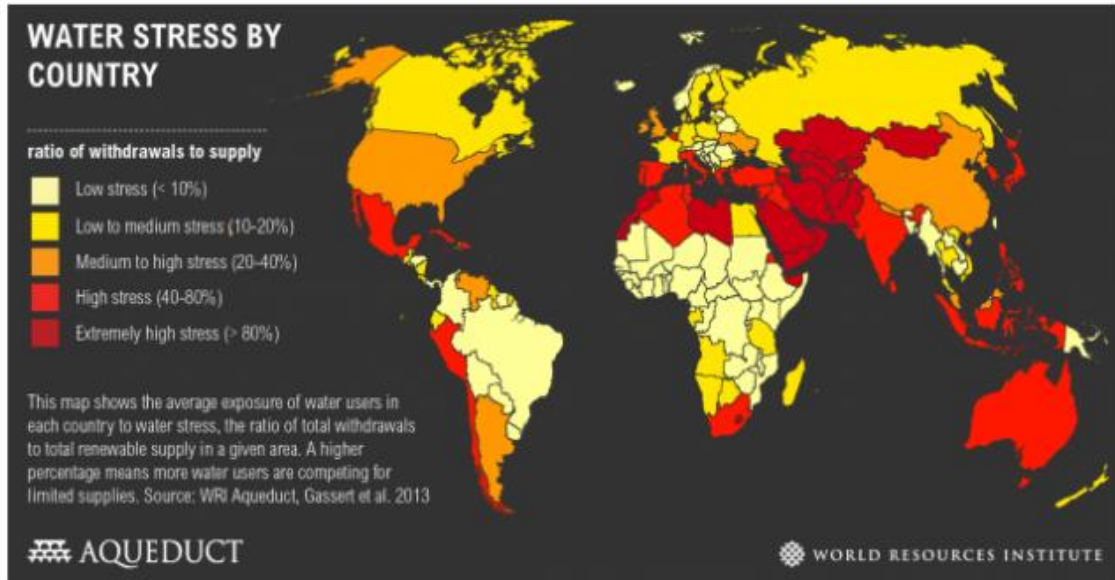 WATER STRESS BY
COUNTRY
ratio of withdrawals to supply
Low stress (< 10%)
Low to medium stress (10-20%)
Medium to high stress (20-40%)
High stress (40-80%)
Extremely high stress (> 80%)
This map shows the average exposure of water users in
each country to water stress, the ratio of total withdrawals
to total renewable supply in a given area. A higher
percentage means more water users are competing for
limited supplies. Source: WRI Aqueduct, Gassert et al. 2013
AQUEDUCT
WORLD RESOURCES INSTITUTE